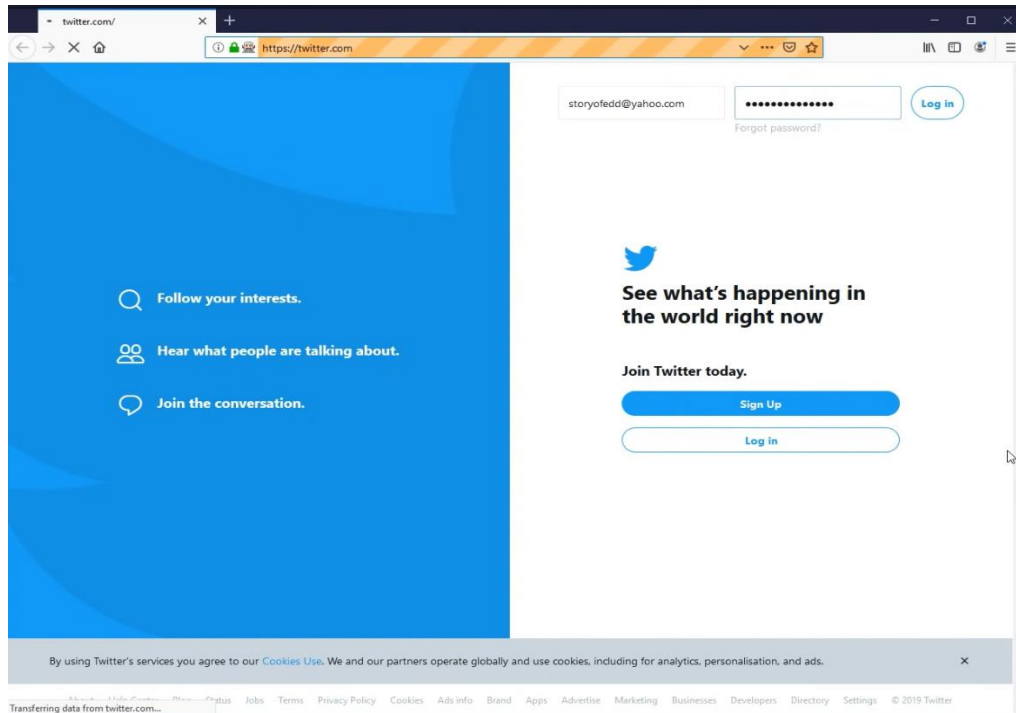 twitter.com/
https://twitter.com
storyofedd@yahoo.com
Log in
Forgot password?
Follow your interests.
Hear what people are talking about.
Join the conversation.
See what's happening in
the world right now
Join Twitter today.
Sign Up
Log in
By using Twitter's services you agree to our Cookies Use. We and our partners operate globally and use cookies, including for analytics, personalisation, and ads.
Jobs Terms Privacy Policy Cookies Ads info Brand Apps Advertise Marketing Businesses Developers Directory Settings © 2019 Twitter
Transferring data from twitter.com...